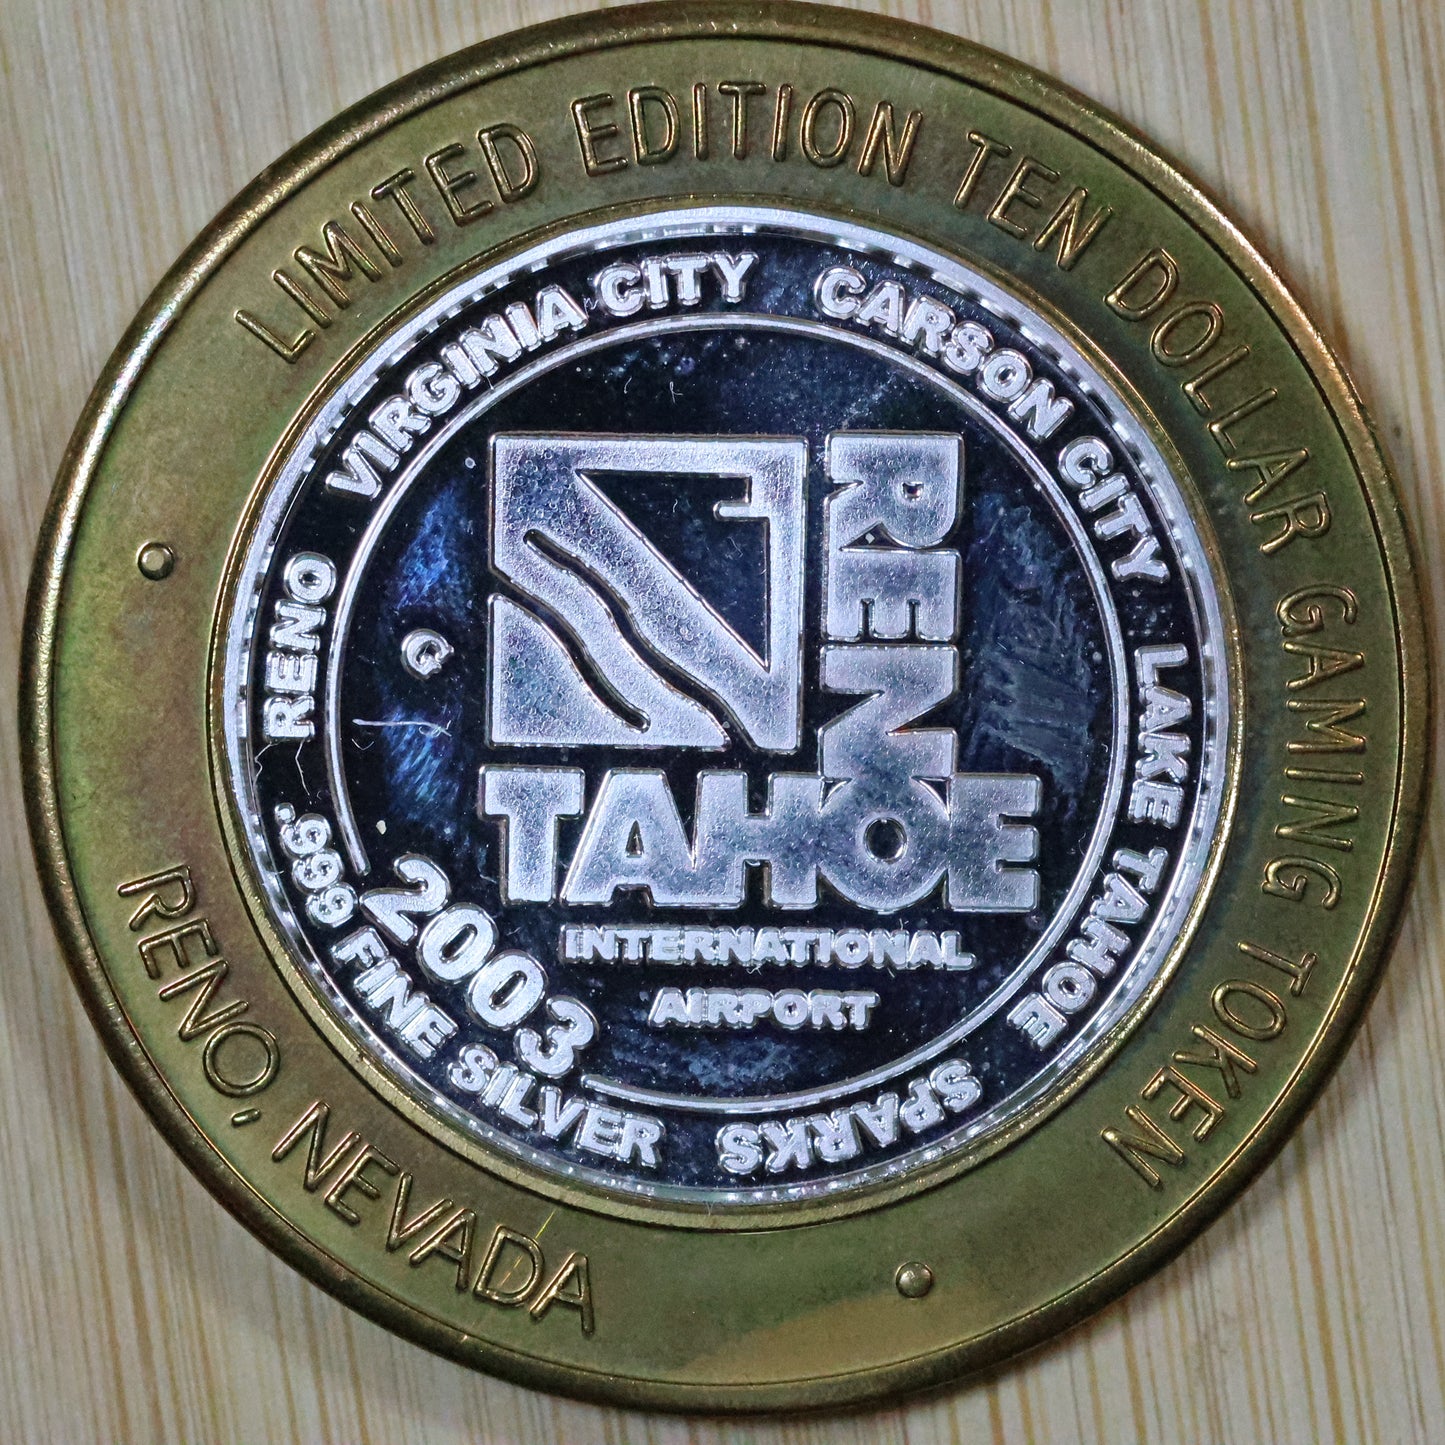 LIMITED EDITION TEN DOLLAR GAMING TOKEN
RENO, NEVADA
RENO VIRGINIA CITY CARSON CITY LAKE TAHOE SPARKS
.999 FINE SILVER
2003
Q
RENO
TAHOE
INTERNATIONAL
AIRPORT